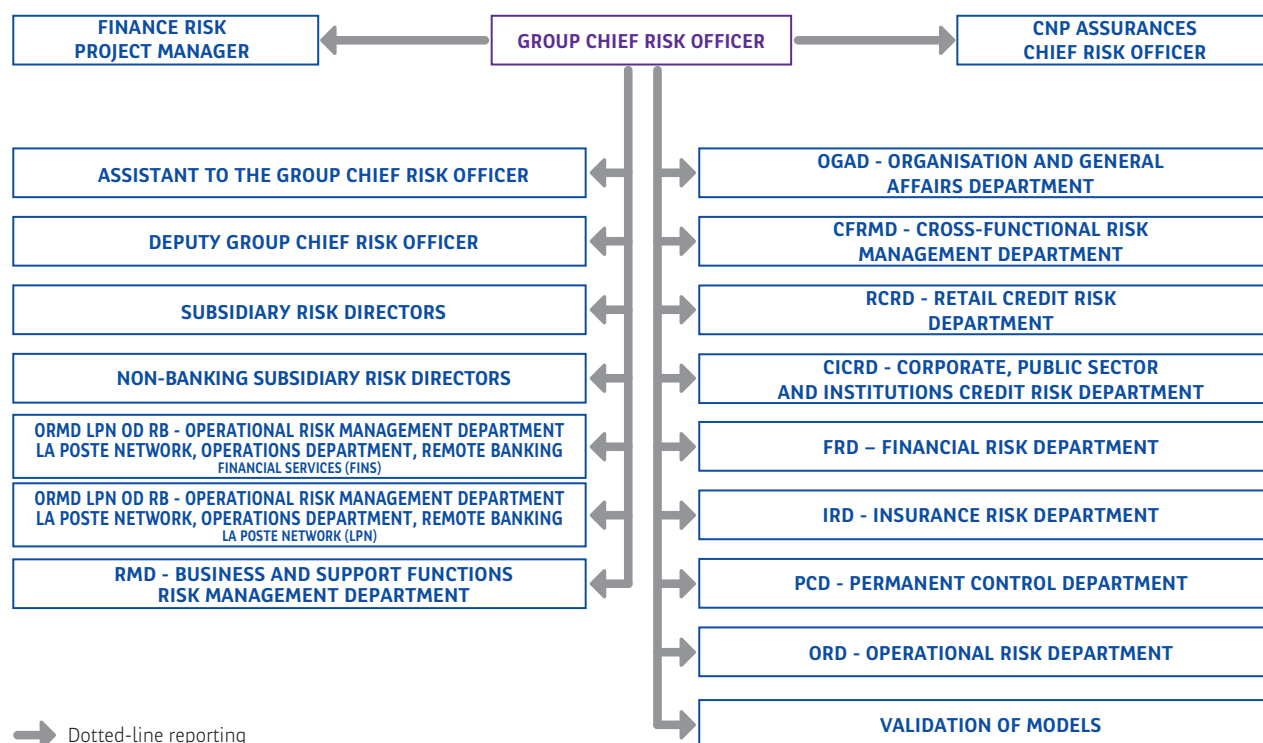 FINANCE RISK
PROJECT MANAGER
GROUP CHIEF RISK OFFICER
CNP ASSURANCES
CHIEF RISK OFFICER
ASSISTANT TO THE GROUP CHIEF RISK OFFICER
DEPUTY GROUP CHIEF RISK OFFICER
SUBSIDIARY RISK DIRECTORS
NON-BANKING SUBSIDIARY RISK DIRECTORS
ORMD LPN OD RB - OPERATIONAL RISK MANAGEMENT DEPARTMENT
LA POSTE NETWORK, OPERATIONS DEPARTMENT, REMOTE BANKING
FINANCIAL SERVICES (FINS)
ORMD LPN OD RB - OPERATIONAL RISK MANAGEMENT DEPARTMENT
LA POSTE NETWORK, OPERATIONS DEPARTMENT, REMOTE BANKING
LA POSTE NETWORK (LPN)
RMD - BUSINESS AND SUPPORT FUNCTIONS
RISK MANAGEMENT DEPARTMENT
OGAD - ORGANISATION AND GENERAL
AFFAIRS DEPARTMENT
CFRMD - CROSS-FUNCTIONAL RISK
MANAGEMENT DEPARTMENT
RCRD - RETAIL CREDIT RISK
DEPARTMENT
CICRD - CORPORATE, PUBLIC SECTOR
AND INSTITUTIONS CREDIT RISK DEPARTMENT
FRD – FINANCIAL RISK DEPARTMENT
IRD - INSURANCE RISK DEPARTMENT
PCD - PERMANENT CONTROL DEPARTMENT
ORD - OPERATIONAL RISK DEPARTMENT
VALIDATION OF MODELS
Dotted-line reporting